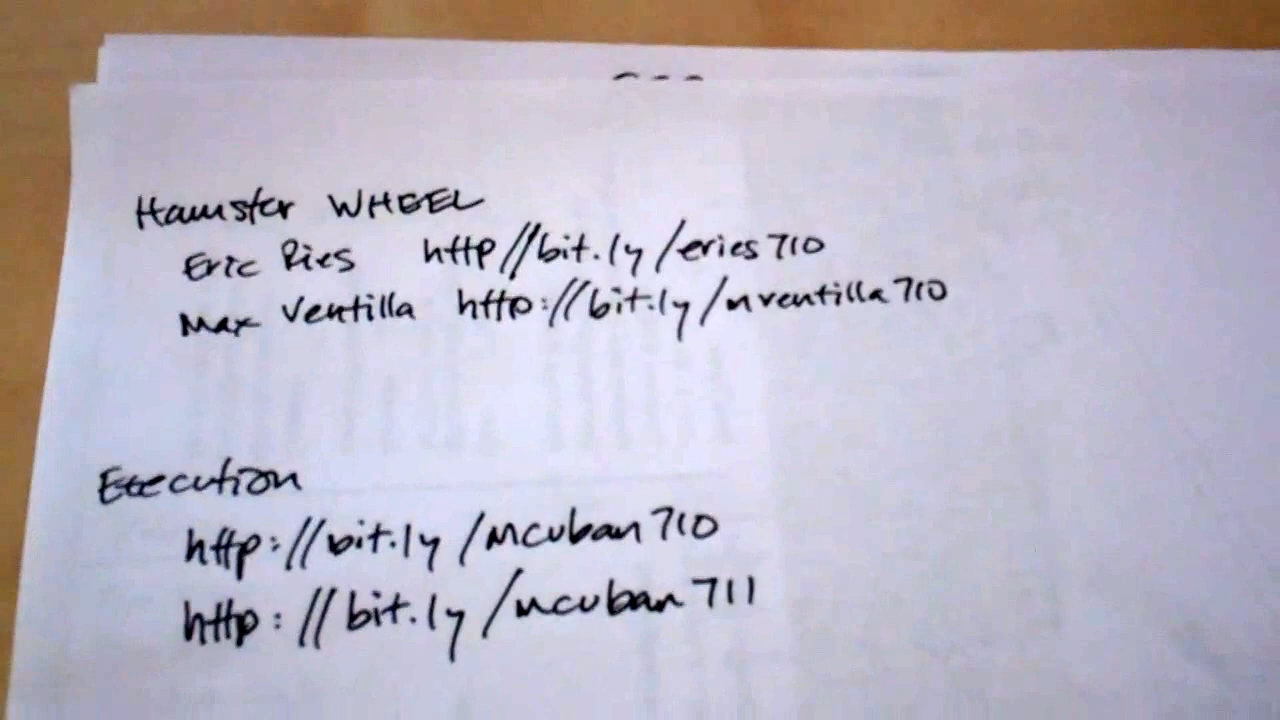 Hamster WHEEL
Eric Ries http//bit.ly/eries710
Max Ventilla http://bit.ly/mventilla710
Execution
http://bit.ly/mcuban710
http://bit.ly/mcuban711